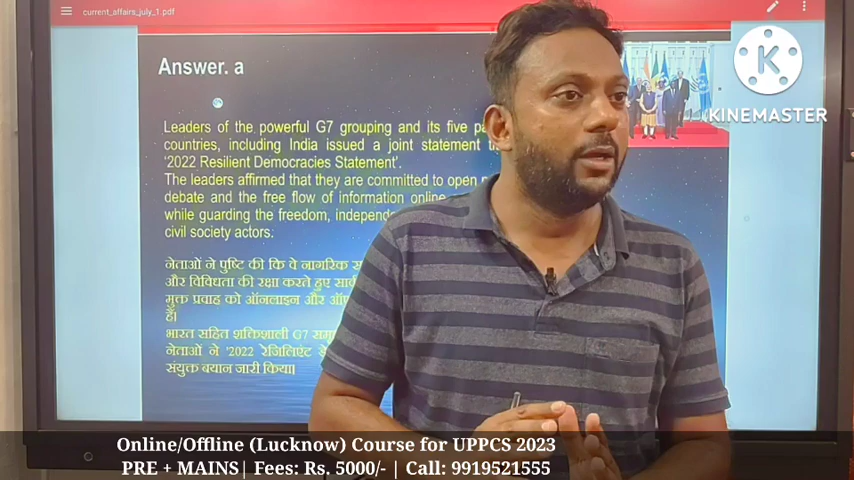 current_affairs_july_1.pdf
Answer. a
K
KINEMASTER
Leaders of the powerful G7 grouping and its five
countries, including India issued a joint statement
'2022 Resilient Democracies Statement'.
The leaders affirmed that they are committed to open
debate and the free flow of information online
while guarding the freedom,
civil society actors.
नेताओं ने पुष्टि की कि वे नागरिक
और विविधता की रक्षा करते हुए
मुक्त प्रवाह को ऑनलाइन और
हैं।
भारत सहित शक्तिशाली G7
नेताओं ने '2022 रेजिलिएंट
संयुक्त बयान जारी किया।
Online/Offline (Lucknow) Course for UPPCS 2023
PRE + MAINS| Fees: Rs. 5000/- | Call: 9919521555